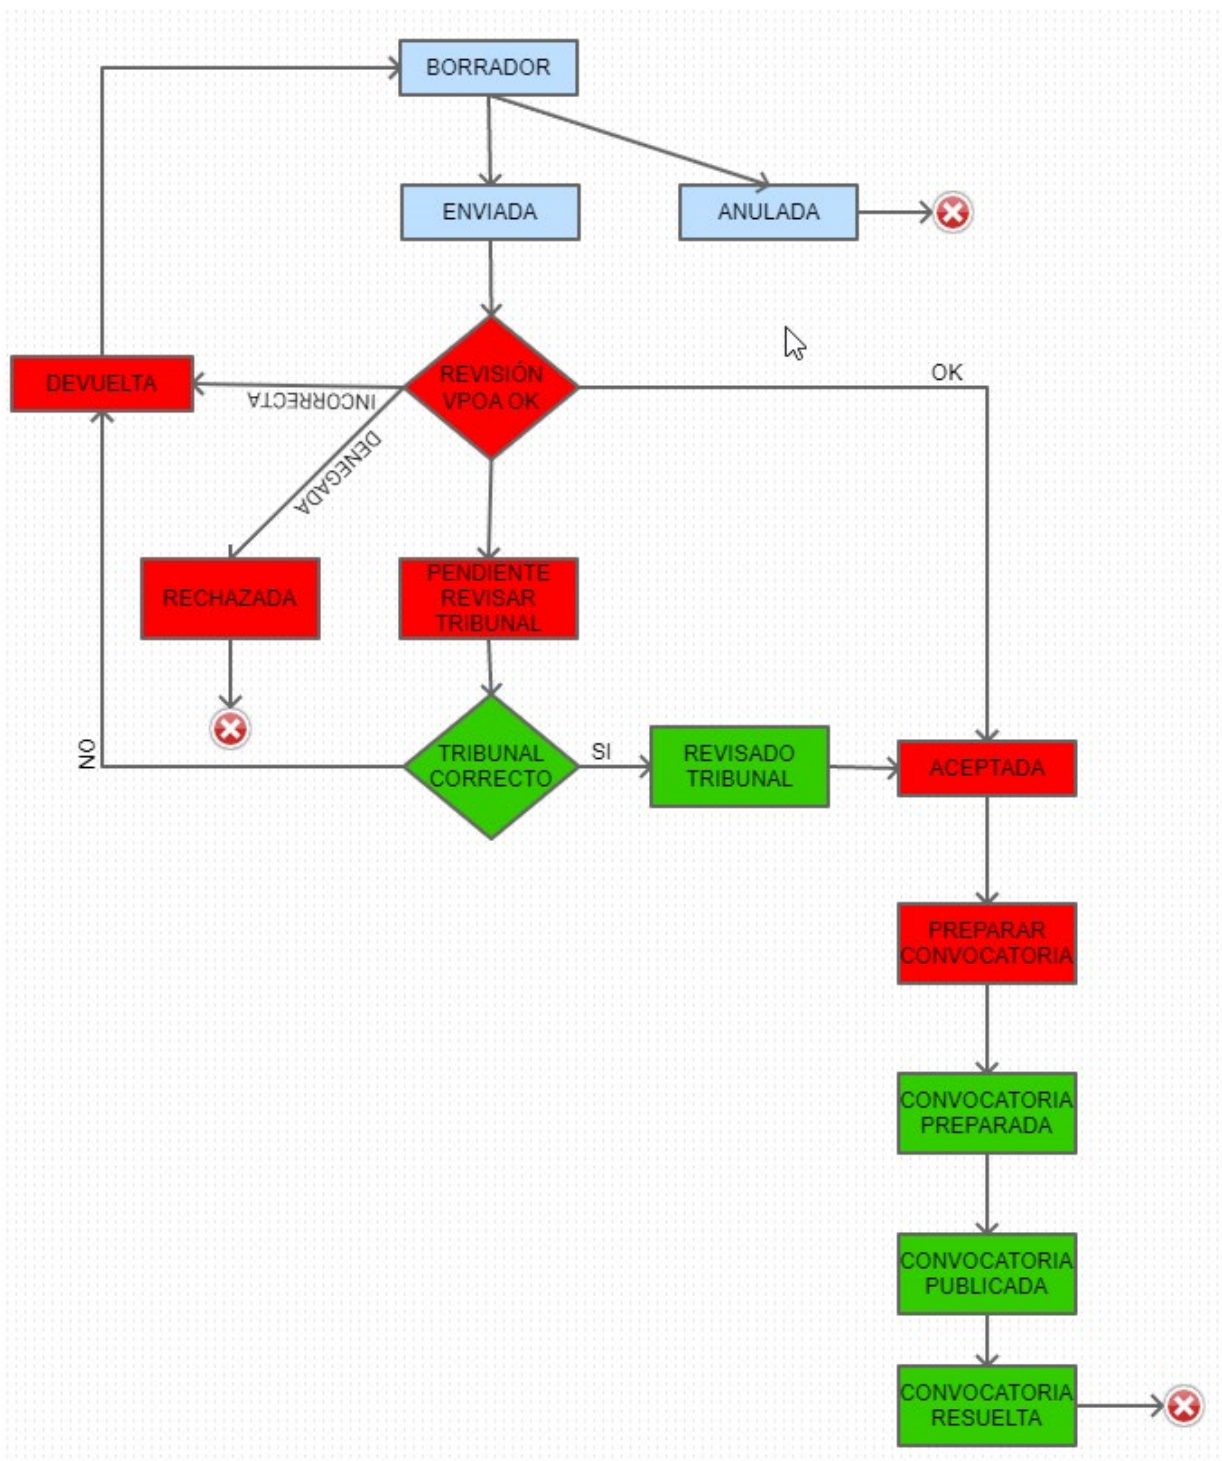 BORRADOR
ENVIADA
ANULADA
REVISIÓN
VPOA OK
OK
DEVUELTA
INCORRECTA
DENEGADA
RECHAZADA
PENDIENTE
REVISAR
TRIBUNAL
NO
TRIBUNAL
CORRECTO
SI
REVISADO
TRIBUNAL
ACEPTADA
PREPARAR
CONVOCATORIA
CONVOCATORIA
PREPARADA
CONVOCATORIA
PUBLICADA
CONVOCATORIA
RESUELTA